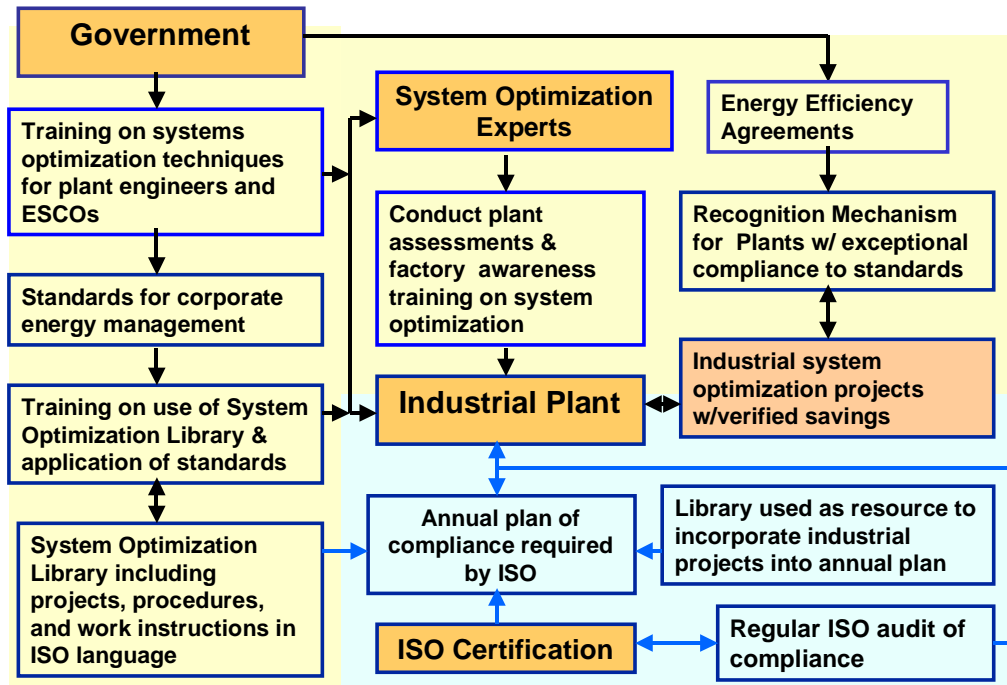 Government
Training on systems
optimization techniques
for plant engineers and
ESCOs
Standards for corporate
energy management
Training on use of System
Optimization Library &
application of standards
System Optimization
Library including
projects, procedures,
and work instructions in
ISO language
System Optimization
Experts
Conduct plant
assessments &
factory awareness
training on system
optimization
Industrial Plant
Annual plan of
compliance required
by ISO
ISO Certification
Energy Efficiency
Agreements
Recognition Mechanism
for Plants w/ exceptional
compliance to standards
Industrial system
optimization projects
w/verified savings
Library used as resource to
incorporate industrial
projects into annual plan
Regular ISO audit of
compliance